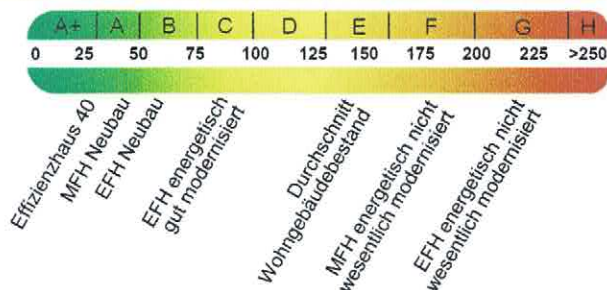 A+ A B C D E F G H
0 25 50 75 100 125 150 175 200 225 >250
Effizienzhaus 40
MFH Neubau
EFH Neubau
EFH energetisch
gut modernisiert
Durchschnitt
Wohngebäudebestand
MFH energetisch nicht
wesentlich modernisiert
EFH energetisch nicht
wesentlich modernisiert